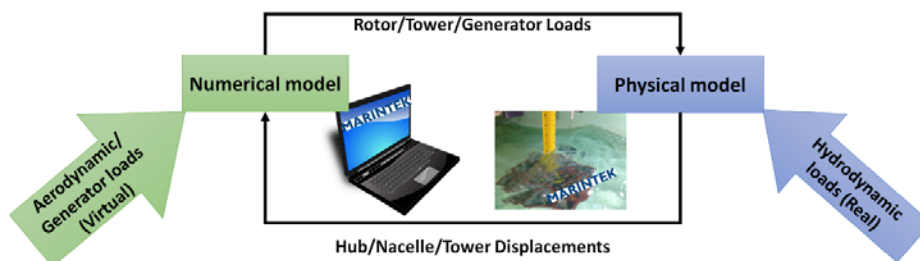 Rotor/Tower/Generator Loads
Numerical model
Physical model
MARINTEK
MARINTEK
Aerodynamic/
Generator loads
(Virtual)
Hydrodynamic
loads (Real)
Hub/Nacelle/Tower Displacements